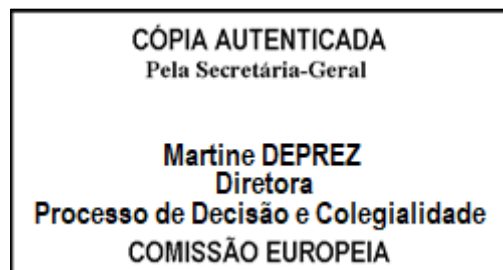 CÓPIA AUTENTICADA
Pela Secretária-Geral
Martine DEPREZ
Diretora
Processo de Decisão e Colegialidade
COMISSÃO EUROPEIA